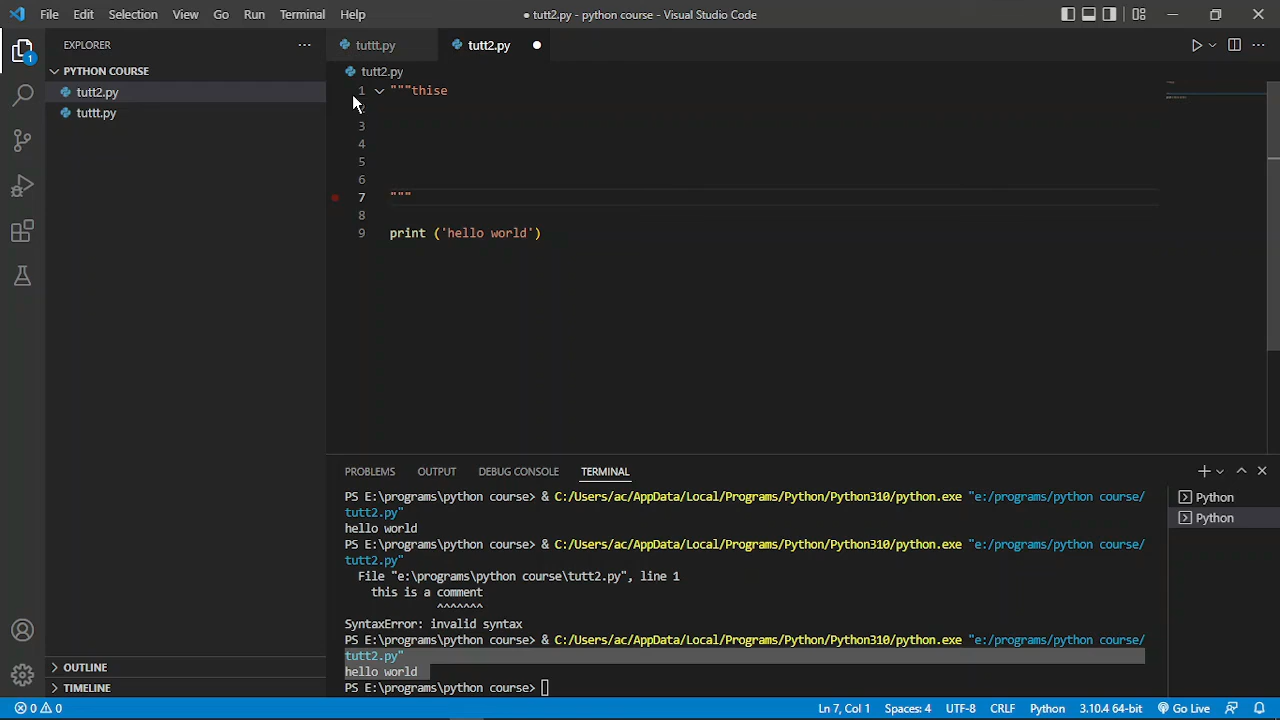 File Edit Selection View Go Run Terminal Help
● tutt2.py - python course - Visual Studio Code
EXPLORER
1
PYTHON COURSE
tutt2.py
tuttt.py
OUTLINE
TIMELINE
tuttt.py
tutt2.py
tutt2.py
1 """thise
3
4
5
6
7 """
8
9 print ('hello world')
PROBLEMS OUTPUT DEBUG CONSOLE TERMINAL
PS E:\programs\python course> & C:/Users/ac/AppData/Local/Programs/Python/Python310/python.exe "e:/programs/python course/
tutt2.py"
hello world
PS E:\programs\python course> & C:/Users/ac/AppData/Local/Programs/Python/Python310/python.exe "e:/programs/python course/
tutt2.py"
File "e:\programs\python course\tutt2.py", line 1
this is a comment
^^^^^^^
SyntaxError: invalid syntax
PS E:\programs\python course> & C:/Users/ac/AppData/Local/Programs/Python/Python310/python.exe "e:/programs/python course/
tutt2.py"
hello world
PS E:\programs\python course>
Python
Python
0 0 Ln 7, Col 1 Spaces: 4 UTF-8 CRLF Python 3.10.4 64-bit Go Live